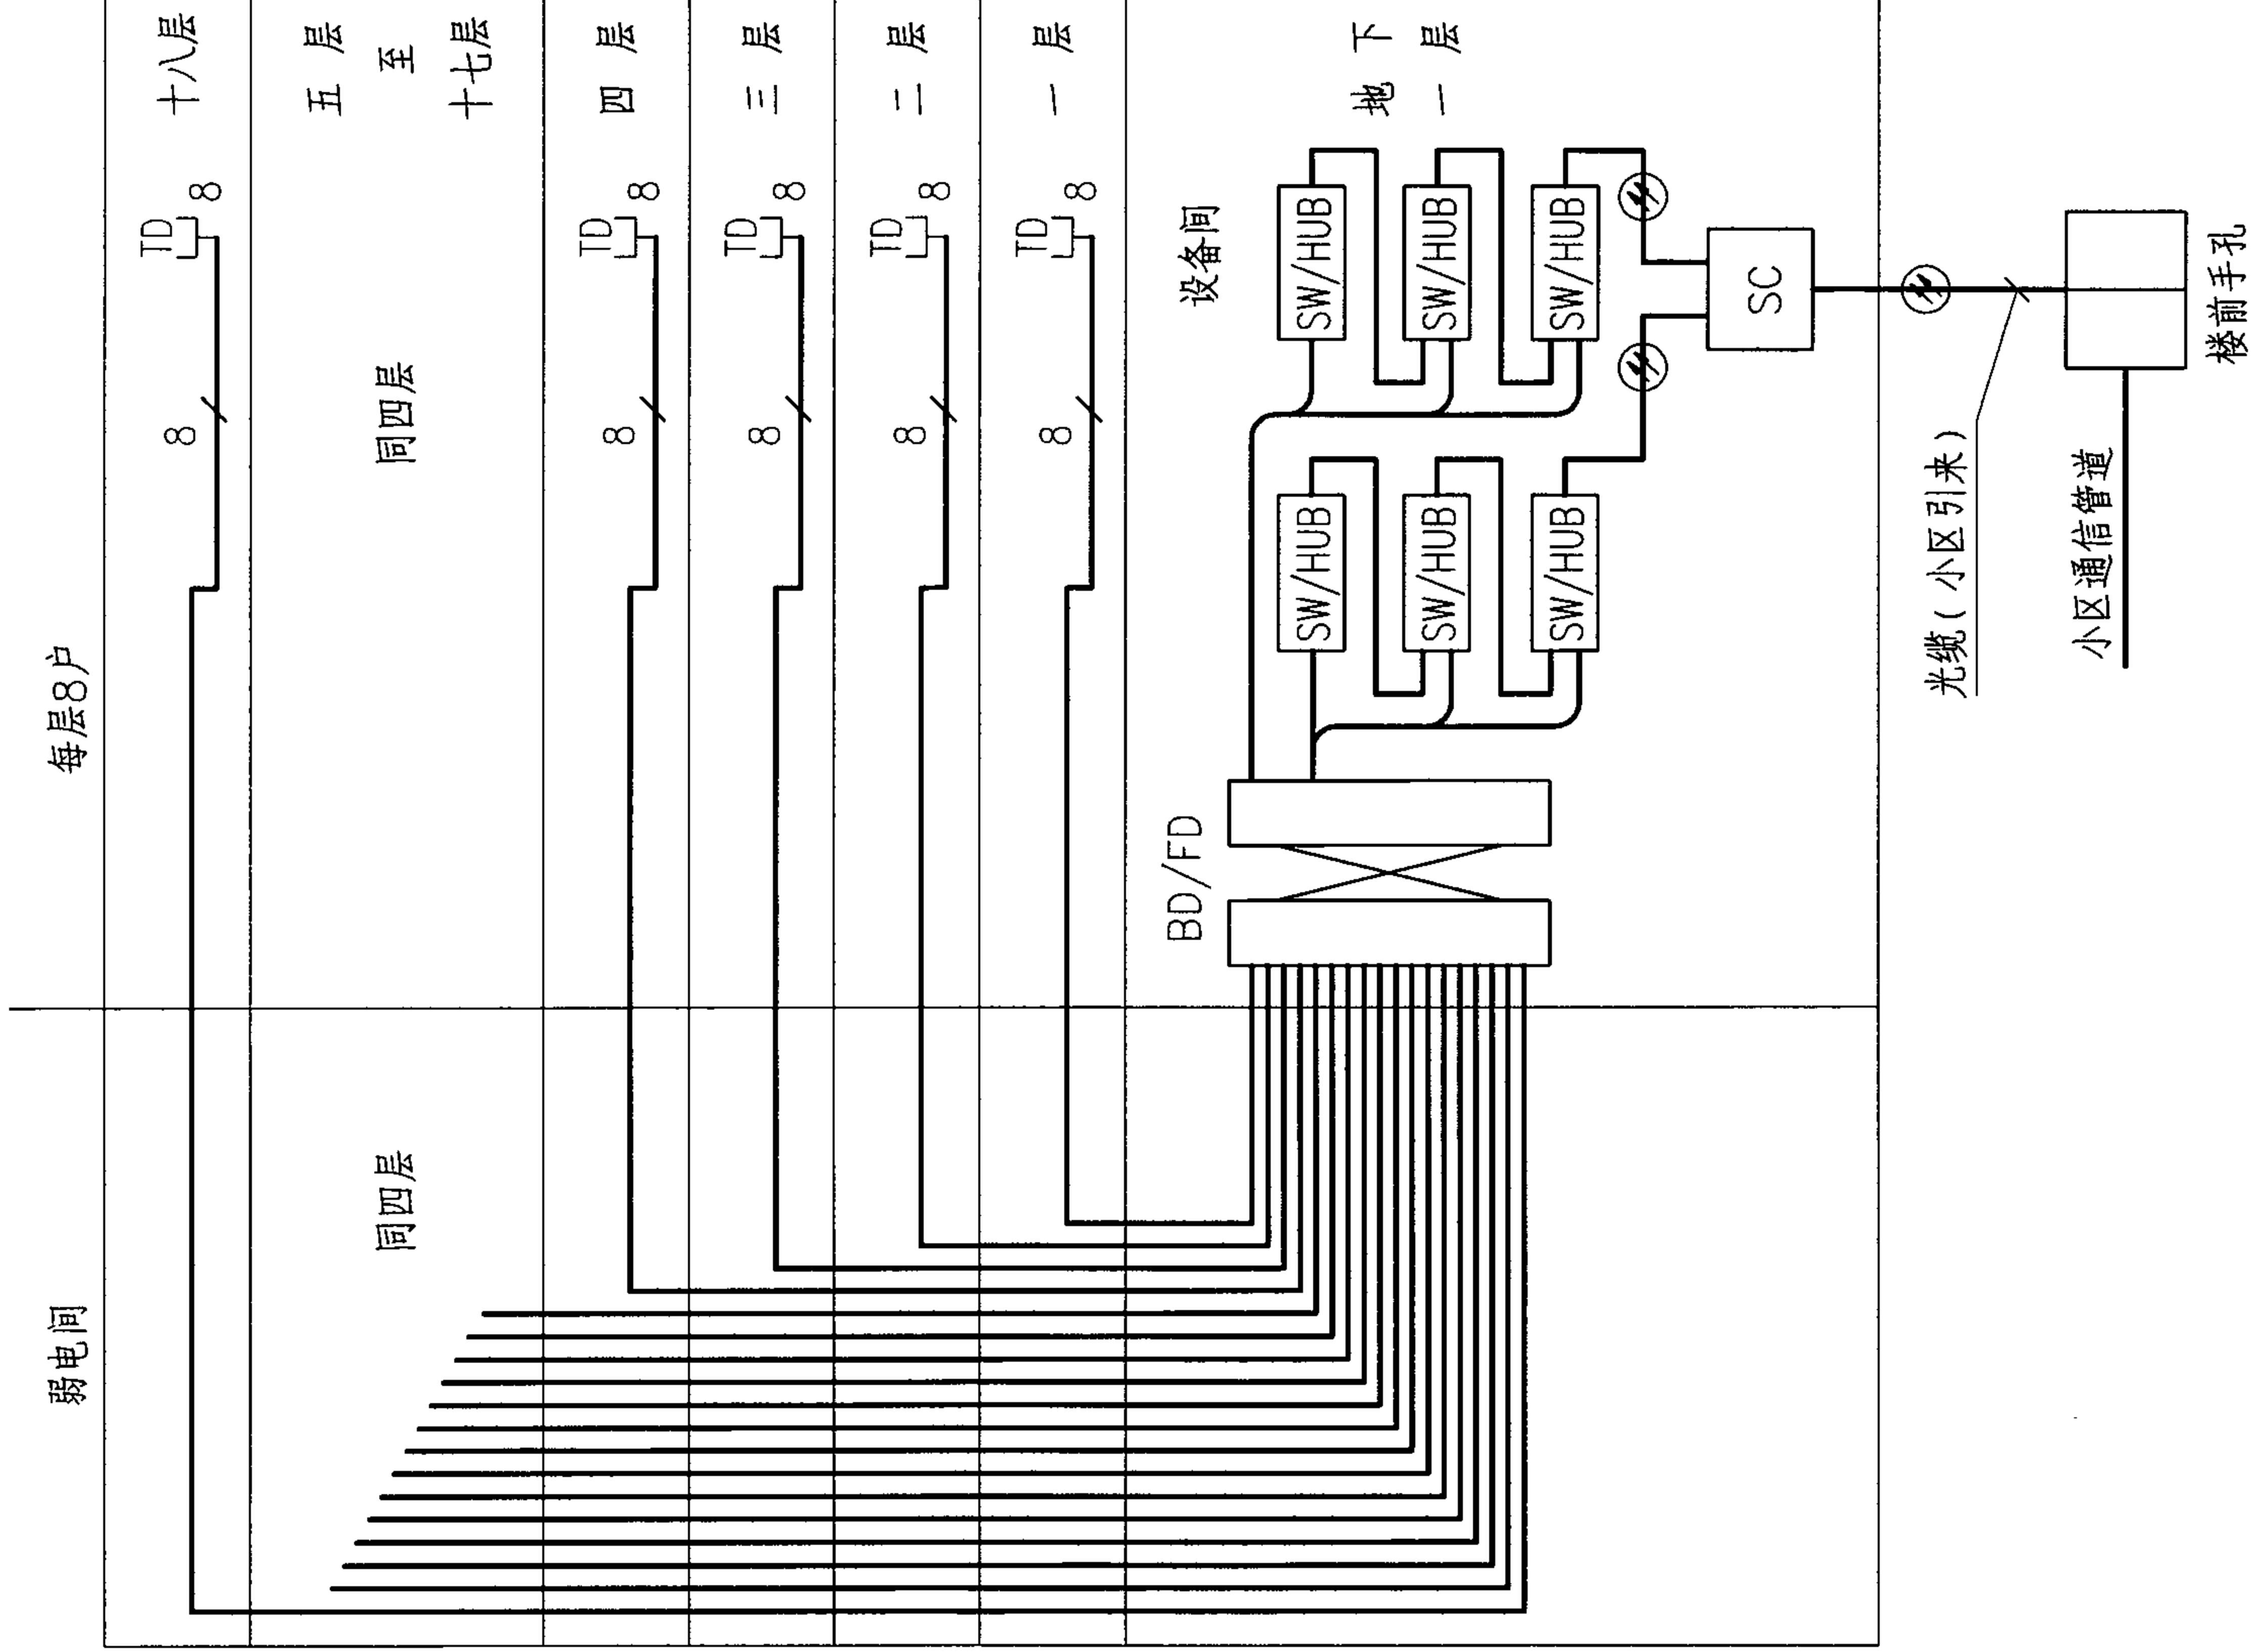 弱电间
每层8户
8
TD
8
十八层
同四层
同四层
五层
至
十七层
8
TD
8
四层
8
TD
8
三层
8
TD
8
二层
8
TD
8
一层
BD/FD
设备间
地下
一层
SW/HUB
SW/HUB
SW/HUB
SW/HUB
SW/HUB
SW/HUB
SC
光缆(小区引来)
小区通信管道
楼前手孔